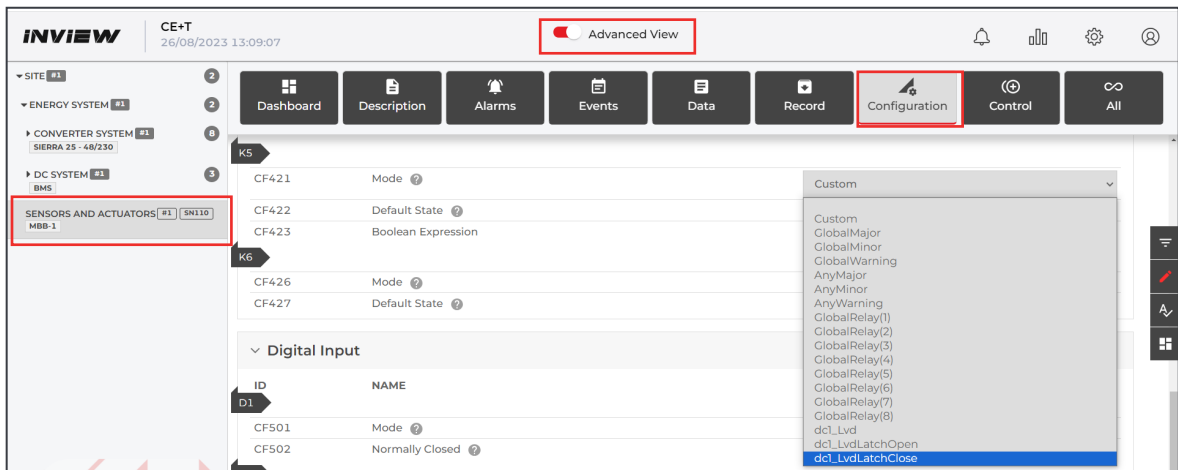 iNViEW
CE+T
26/08/2023 13:09:07
Advanced View
SITE #1 2
ENERGY SYSTEM #1 2
CONVERTER SYSTEM #1 8
SIERRA 25 - 48/230
DC SYSTEM #1 3
BMS
SENSORS AND ACTUATORS #1 SN110
MBB-1
Dashboard Description Alarms Events Data Record Configuration Control All
K5
CF421 Mode ? Custom
CF422 Default State ?
CF423 Boolean Expression
K6
CF426 Mode ?
CF427 Default State ?
Custom
GlobalMajor
GlobalMinor
GlobalWarning
AnyMajor
AnyMinor
AnyWarning
GlobalRelay(1)
GlobalRelay(2)
GlobalRelay(3)
GlobalRelay(4)
GlobalRelay(5)
GlobalRelay(6)
GlobalRelay(7)
GlobalRelay(8)
dc1_Lvd
dc1_LvdLatchOpen
dc1_LvdLatchClose
Digital Input
ID NAME
D1
CF501 Mode ?
CF502 Normally Closed ?